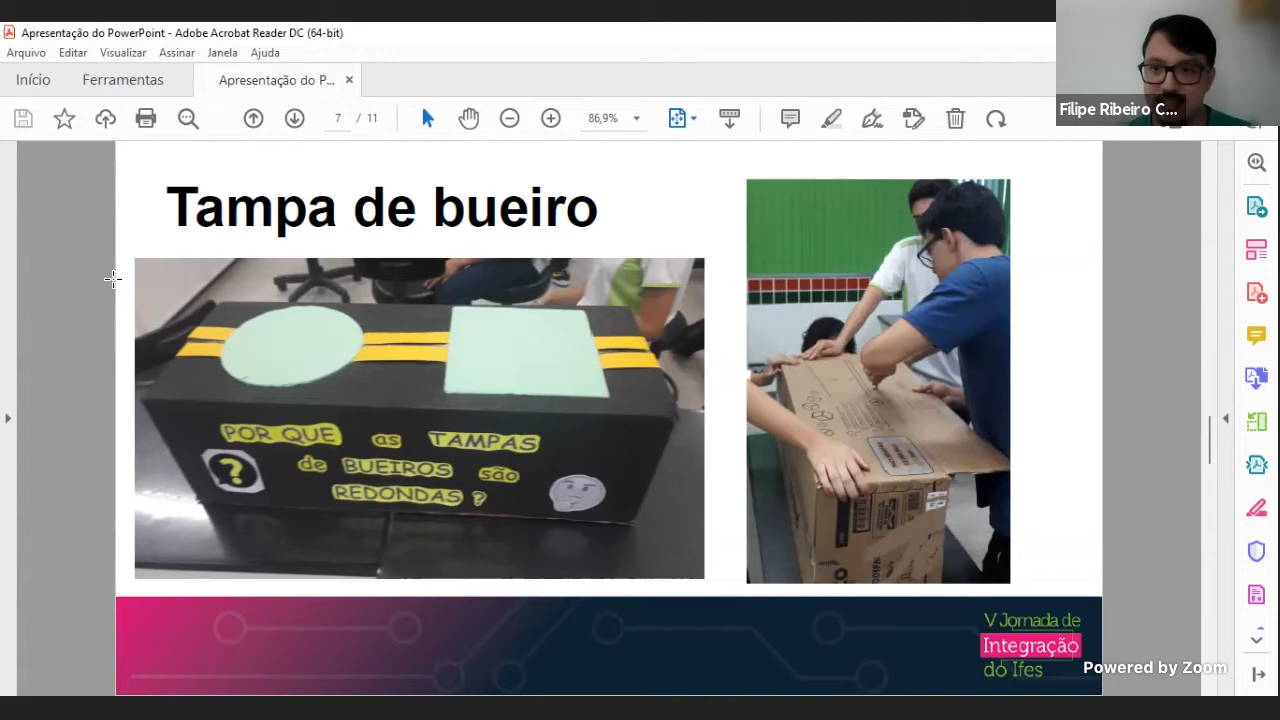 Apresentação do PowerPoint - Adobe Acrobat Reader DC (64-bit)
Arquivo Editar Visualizar Assinar Janela Ajuda
Início Ferramentas Apresentação do P... ×
7 / 11 86,9%
Filipe Ribeiro C...
Tampa de bueiro
POR QUE as TAMPAS
? de BUEIROS são
REDONDAS ?
V Jornada de
Integração
do Ifes
Powered by Zoom